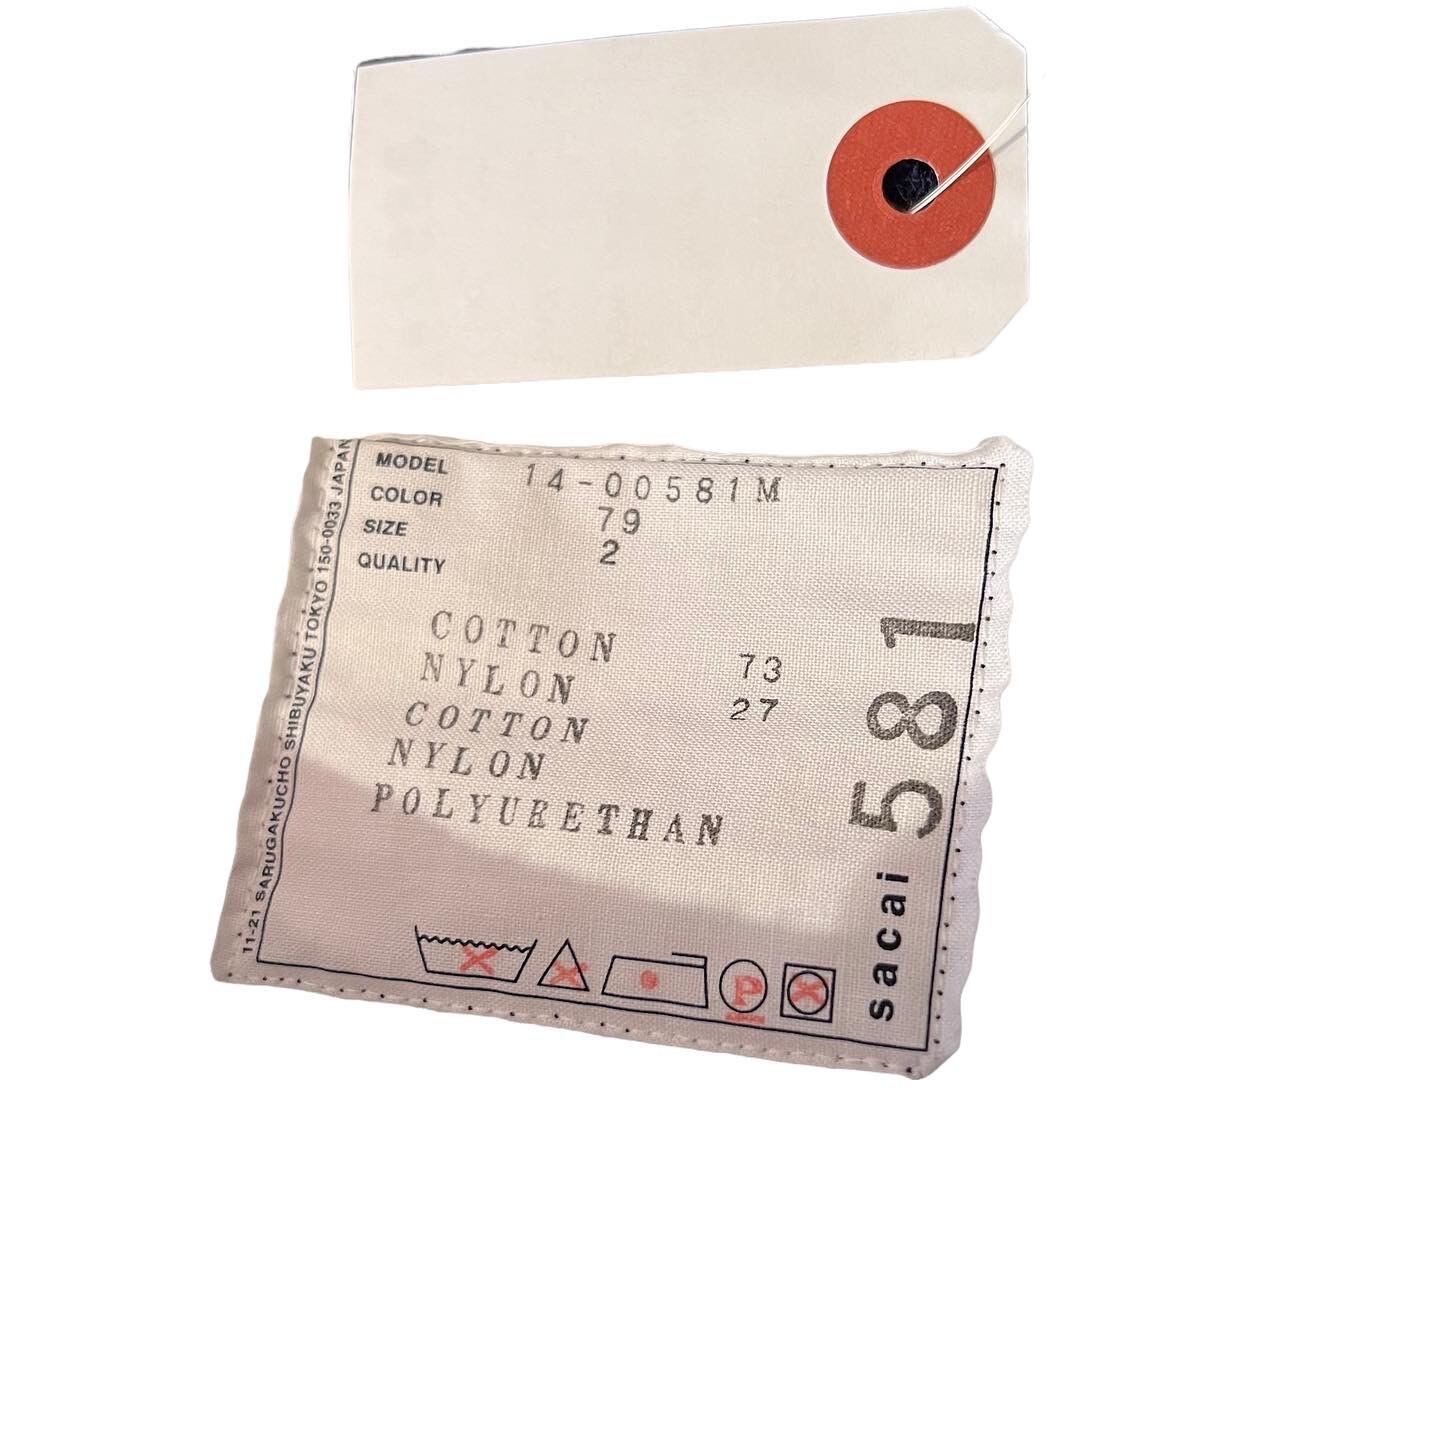 MODEL 14-00581M
COLOR 79
SIZE 2
QUALITY
COTTON 73
NYLON 27
COTTON
NYLON
POLYURETHAN
P
sacai 581
11-21 SARUGAKUCHO SHIBUYAKU TOKYO 150-0033 JAPAN